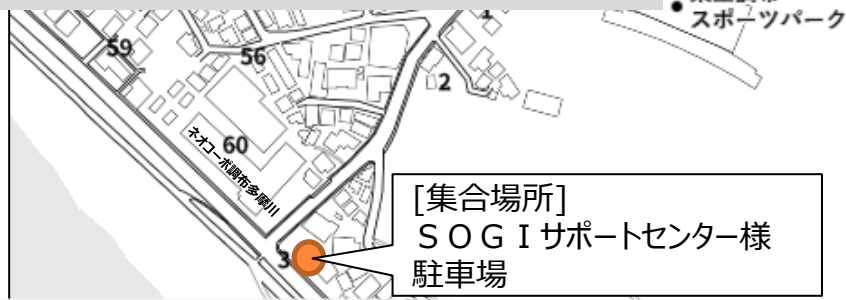 スポーツパーク
1
59
56
2
60
ネオコーポ調布多摩川
[集合場所]
ＳＯＧＩサポートセンター様
駐車場
3